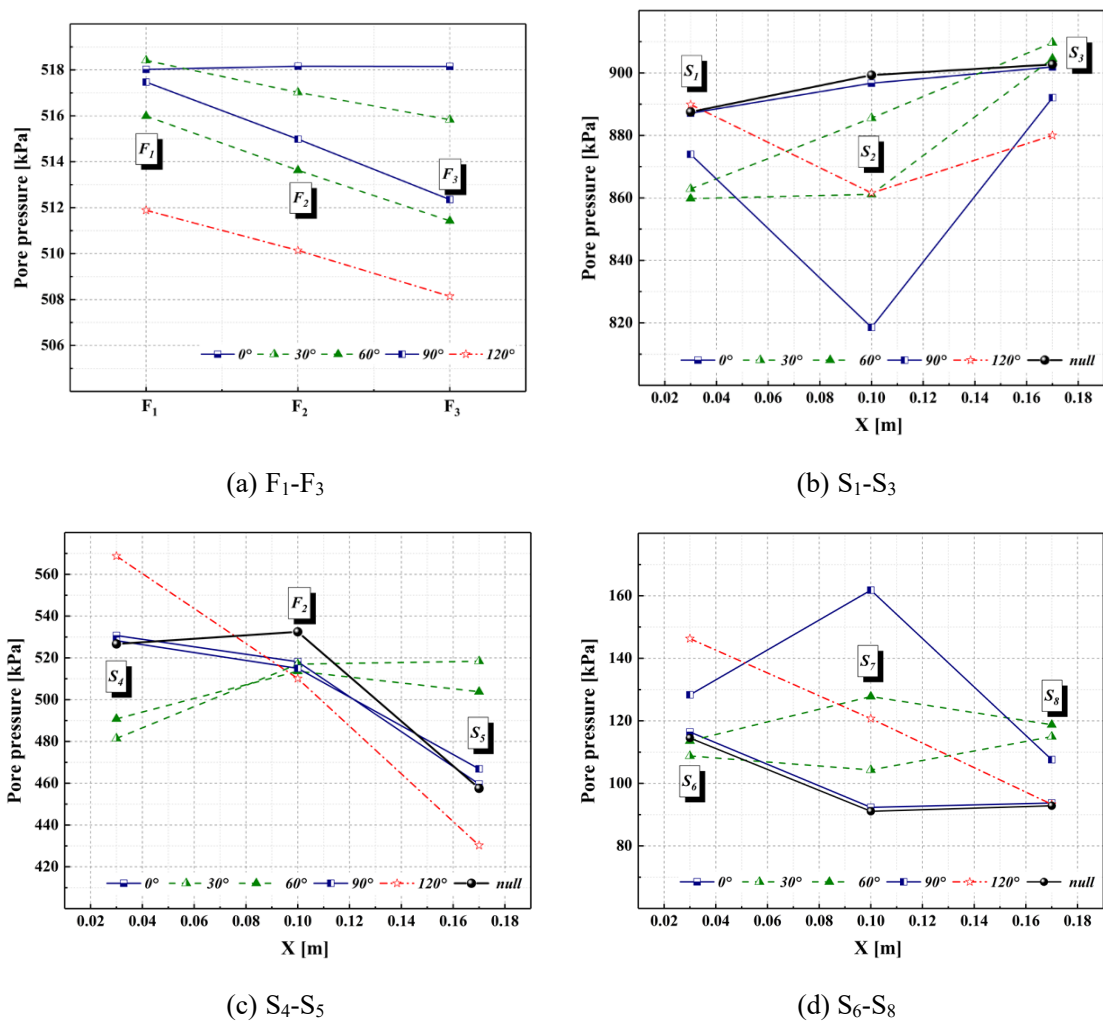 Pore pressure [kPa]
518
516
514
512
510
508
506
F₁
F₂
F₃
0° 30° 60° 90° 120°
F₁ F₂ F₃
(a) F₁-F₃
Pore pressure [kPa]
900
880
860
840
820
S₁
S₂
S₃
0° 30° 60° 90° 120° null
0.02 0.04 0.06 0.08 0.10 0.12 0.14 0.16 0.18
X [m]
(b) S₁-S₃
Pore pressure [kPa]
560
540
520
500
480
460
440
420
S₄
F₂
S₅
0° 30° 60° 90° 120° null
0.02 0.04 0.06 0.08 0.10 0.12 0.14 0.16 0.18
X [m]
(c) S₄-S₅
Pore pressure [kPa]
160
140
120
100
80
S₆
S₇
S₈
0° 30° 60° 90° 120° null
0.02 0.04 0.06 0.08 0.10 0.12 0.14 0.16 0.18
X [m]
(d) S₆-S₈